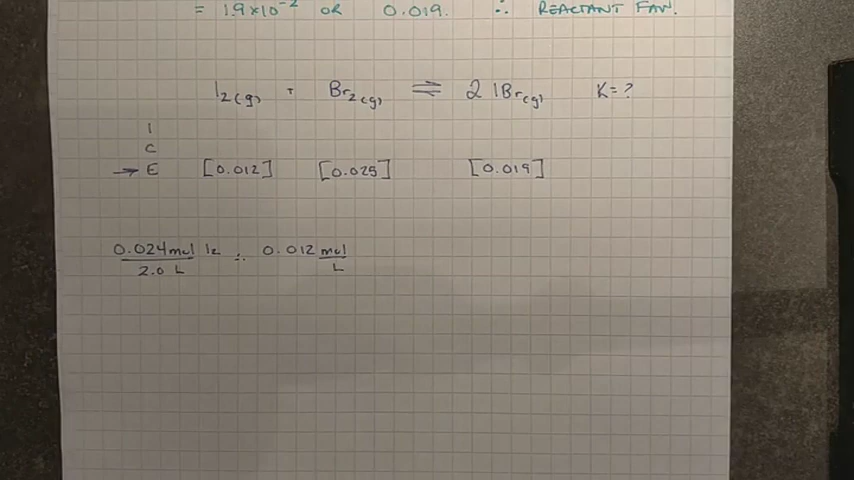 = 1.9×10⁻² OR 0.019. ∴ REACTANT FAV.
I₂(g) + Br₂(g) ⇌ 2 IBr(g) K=?
I
C
→ E [0.012] [0.025] [0.019]
0.024 mol I₂ ∴ 0.012 mol
2.0 L L